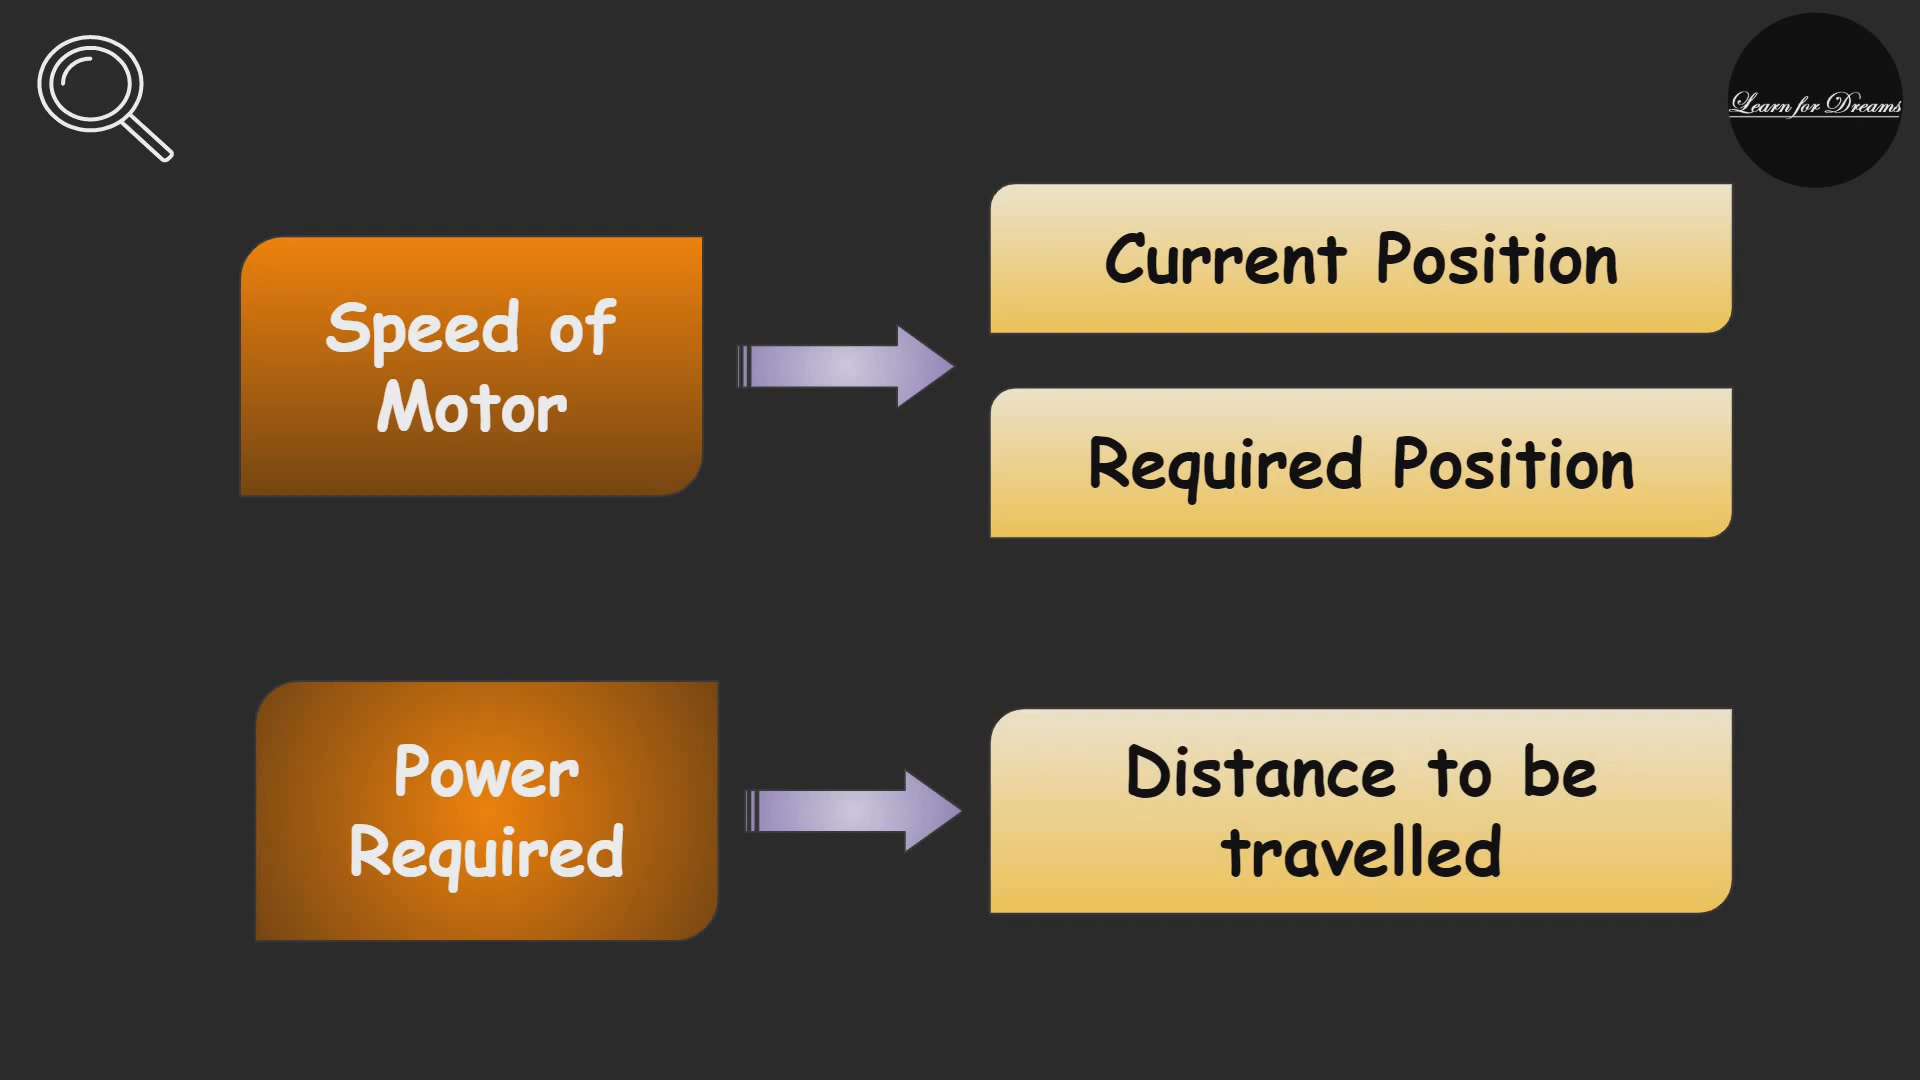 Learn for Dreams
Speed of
Motor
Current Position
Required Position
Power
Required
Distance to be
travelled